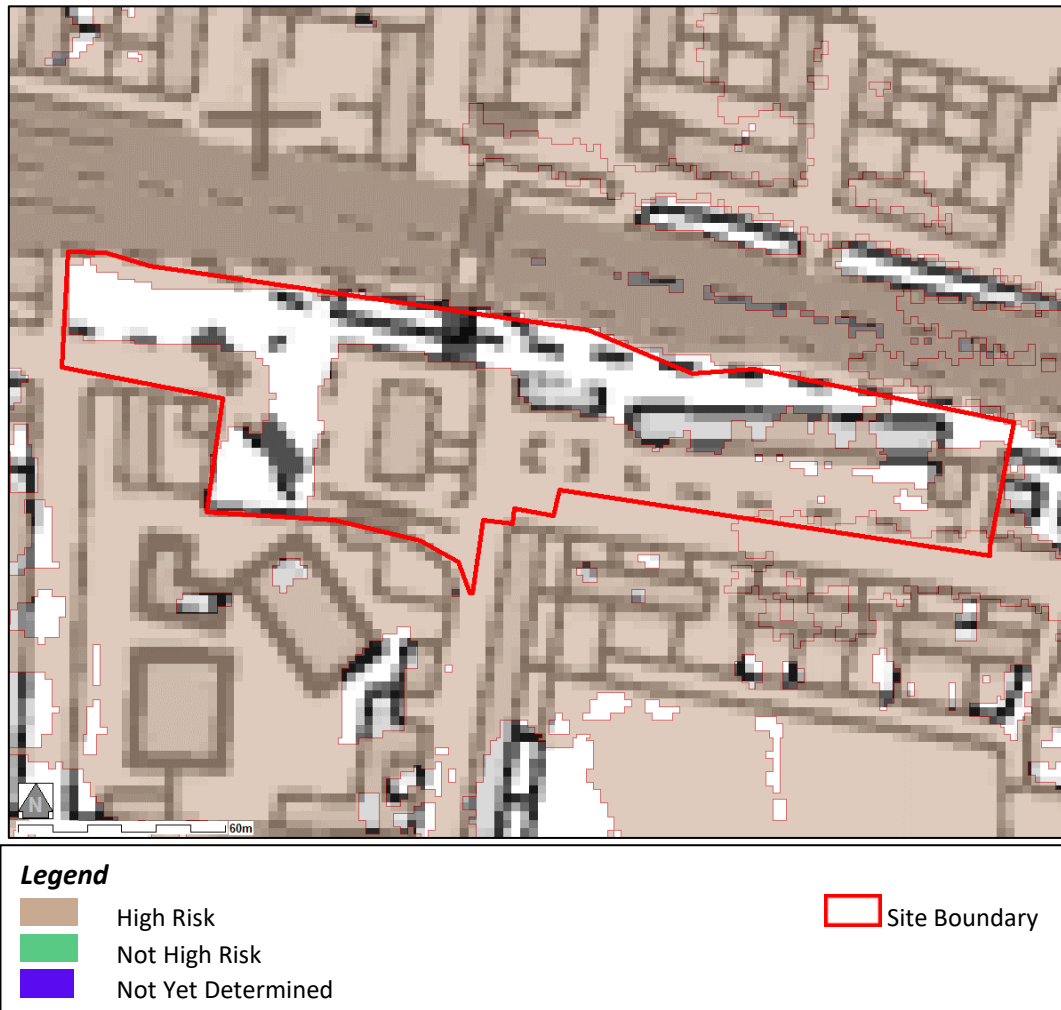 N
60m
Legend
High Risk
Site Boundary
Not High Risk
Not Yet Determined